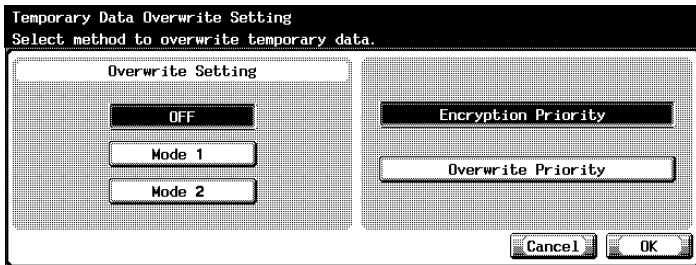 Temporary Data Overwrite Setting
Select method to overwrite temporary data.
Overwrite Setting
OFF
Mode 1
Mode 2
Encryption Priority
Overwrite Priority
Cancel
OK